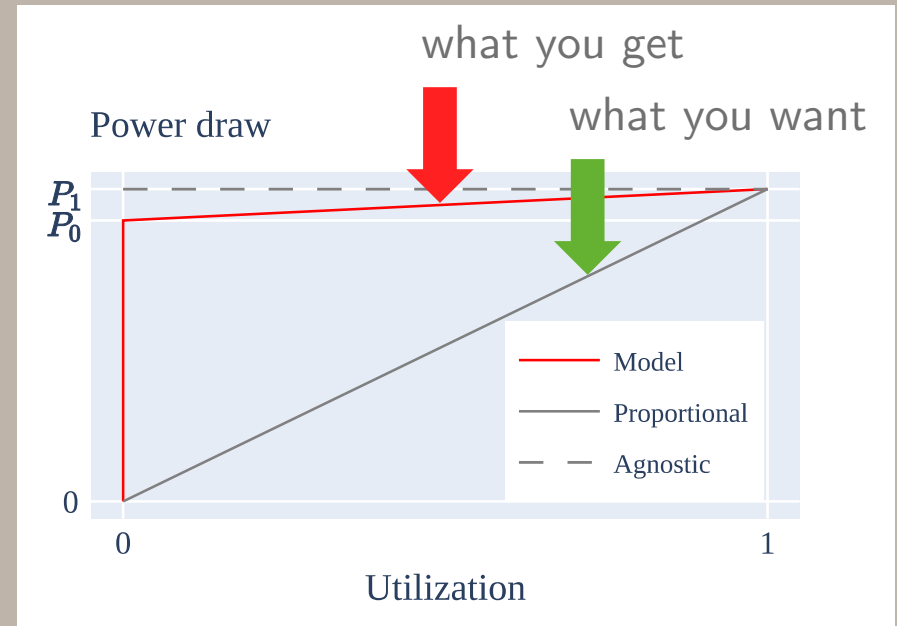 what you get
what you want
Power draw
P₁
P₀
0
Model
Proportional
Agnostic
0
1
Utilization